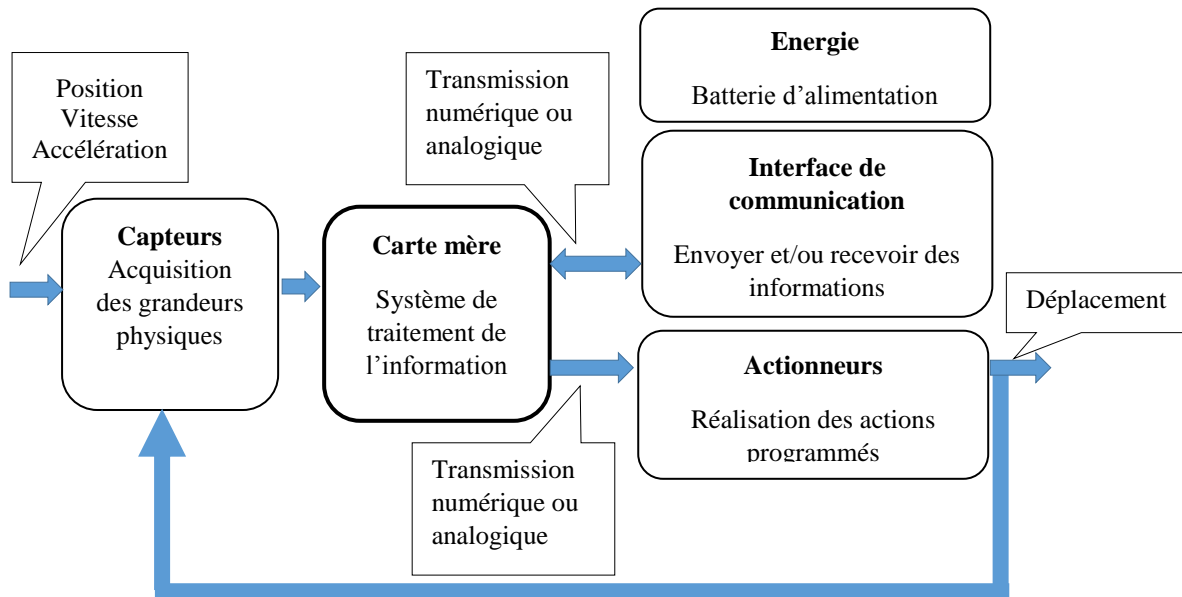 Position
Vitesse
Accélération
Capteurs
Acquisition
des grandeurs
physiques
Transmission
numérique ou
analogique
Carte mère
Système de
traitement de
l’information
Transmission
numérique ou
analogique
Energie
Batterie d’alimentation
Interface de
communication
Envoyer et/ou recevoir des
informations
Actionneurs
Réalisation des actions
programmés
Déplacement